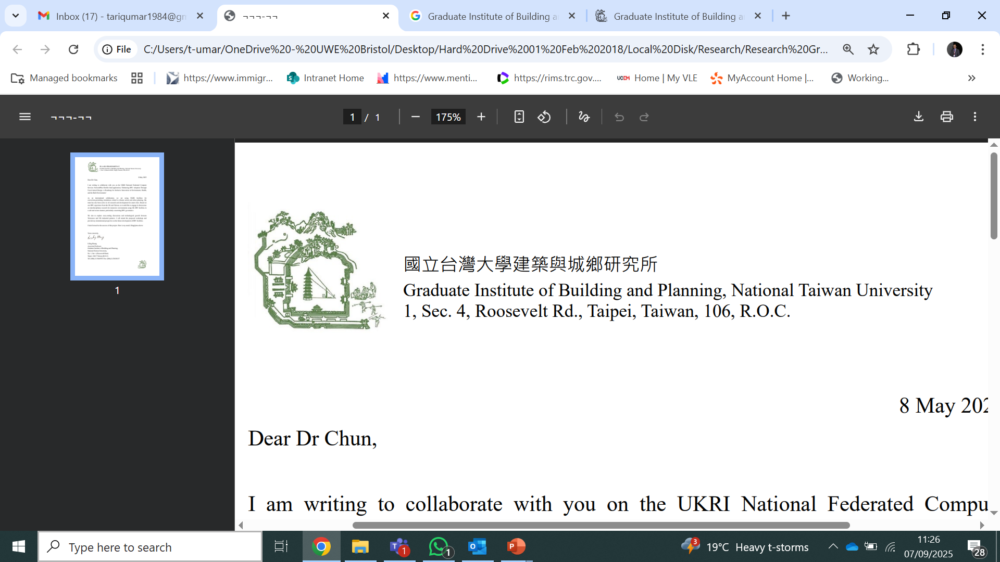 Inbox (17) - tariqumar1984@gm
¬¬¬-¬¬
Graduate Institute of Building a
Graduate Institute of Building a
File
C:/Users/t-umar/OneDrive%20-%20UWE%20Bristol/Desktop/Hard%20Drive%2001%20Feb%202018/Local%20Disk/Research/Research%20Gr...
Managed bookmarks
https://www.immigr...
Intranet Home
https://www.menti...
https://rims.trc.gov....
UCEM
Home | My VLE
MyAccount Home |...
Working...
¬¬¬-¬¬
1 / 1
175%
1
國立台灣大學建築與城鄉研究所
Graduate Institute of Building and Planning, National Taiwan University
1, Sec. 4, Roosevelt Rd., Taipei, Taiwan, 106, R.O.C.
8 May 202
Dear Dr Chun,
I am writing to collaborate with you on the UKRI National Federated Compu
Type here to search
1
1
3
19°C Heavy t-storms
11:26
07/09/2025
28